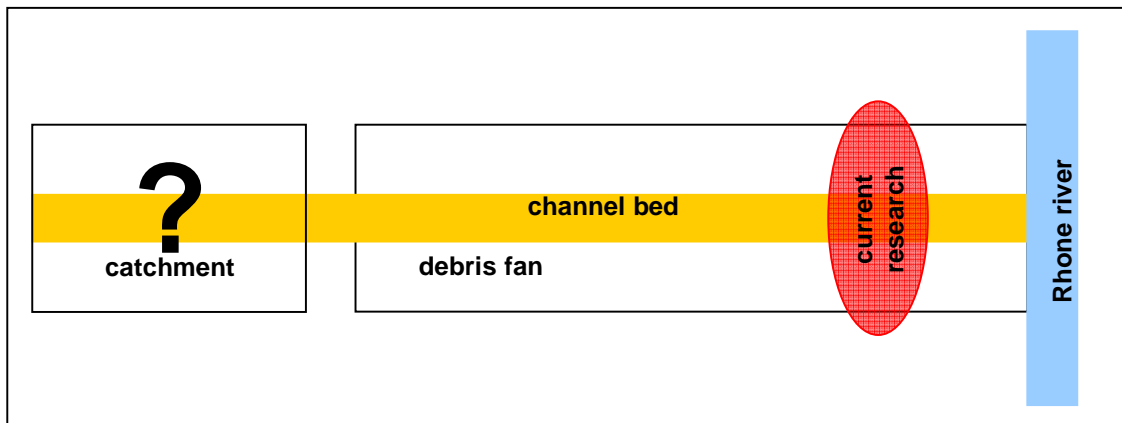 ?
catchment
channel bed
debris fan
current
research
Rhone river